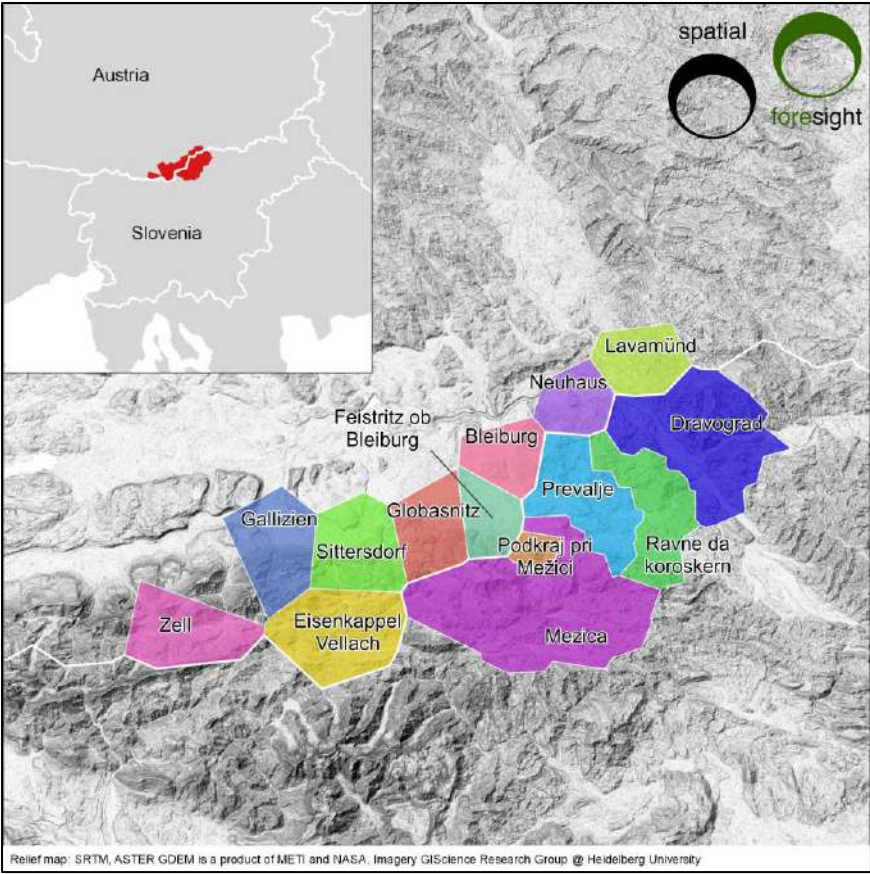 Austria
Slovenia
spatial
foresight
Lavamünd
Neuhaus
Dravograd
Feistritz ob
Bleiburg
Bleiburg
Prevalje
Globasnitz
Gallizien
Sittersdorf
Podkraj pri
Mežici
Ravne da
koroskern
Zell
Eisenkappel
Vellach
Mezica
Relief map: SRTM, ASTER GDEM is a product of METI and NASA, Imagery GIScience Research Group @ Heidelberg University